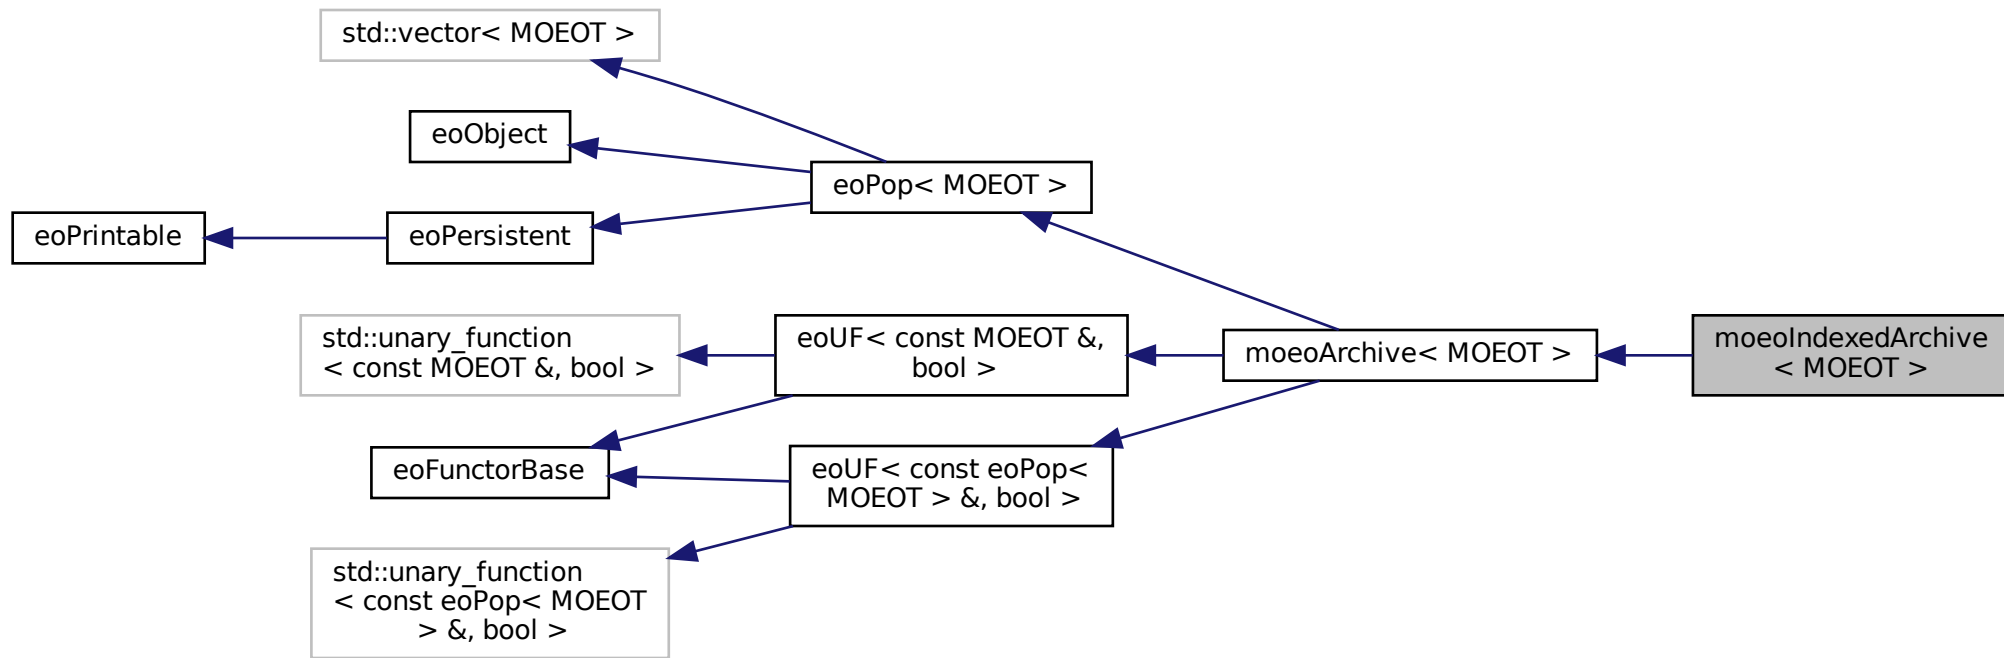 std::vector< MOEOT >
eoObject
eoPop< MOEOT >
eoPrintable
eoPersistent
std::unary_function
< const MOEOT &, bool >
eoUF< const MOEOT &,
bool >
moeoArchive< MOEOT >
moeoIndexedArchive
< MOEOT >
eoFunctorBase
eoUF< const eoPop<
MOEOT > &, bool >
std::unary_function
< const eoPop< MOEOT
> &, bool >